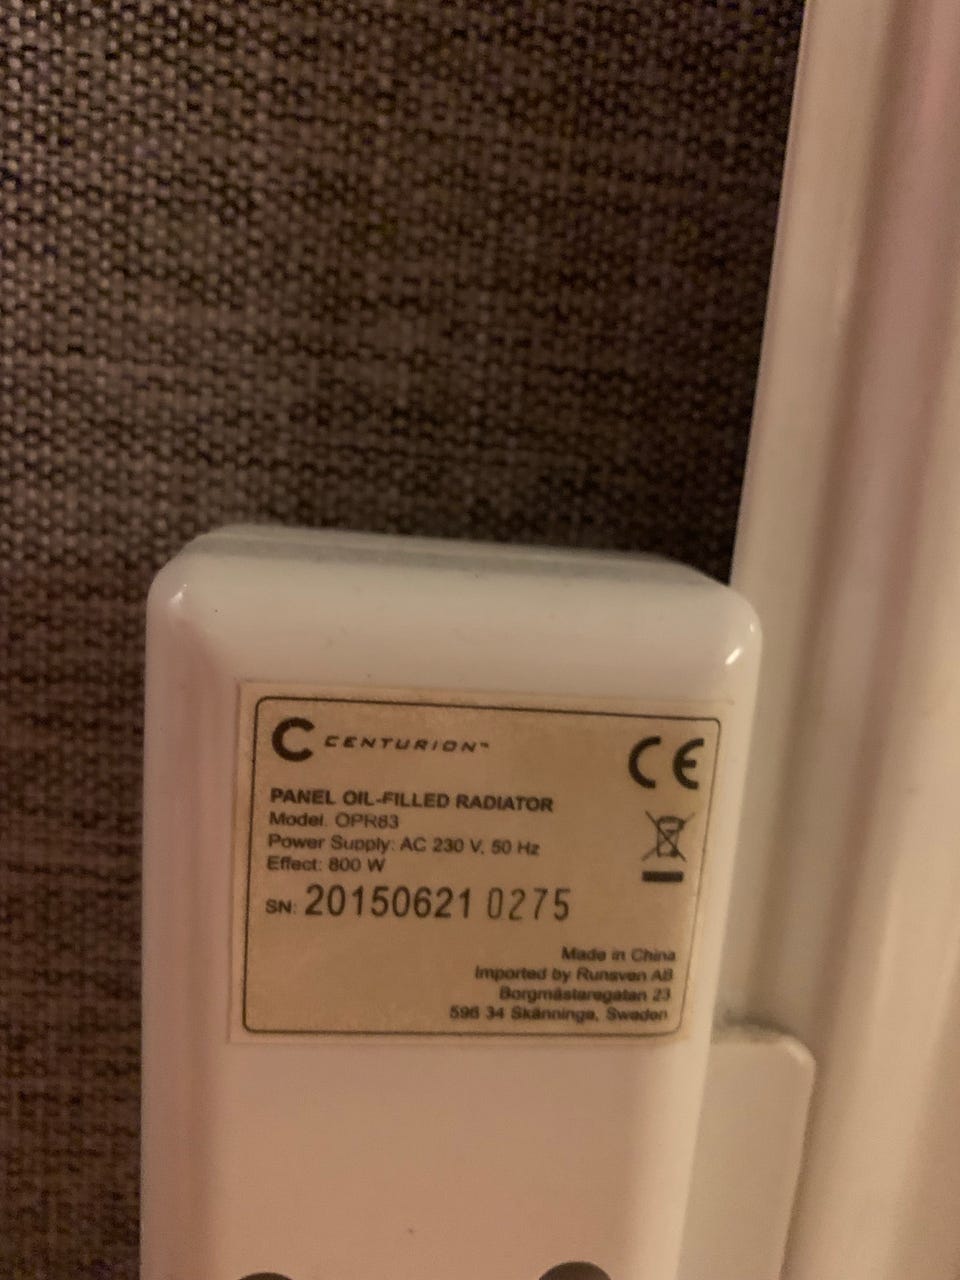 C CENTURION™
CE
PANEL OIL-FILLED RADIATOR
Model. OPR83
Power Supply: AC 230 V, 50 Hz
Effect: 800 W
SN: 20150621 0275
Made in China
Imported by Runsven AB
Borgmästaregatan 23
596 34 Skänninge, Sweden